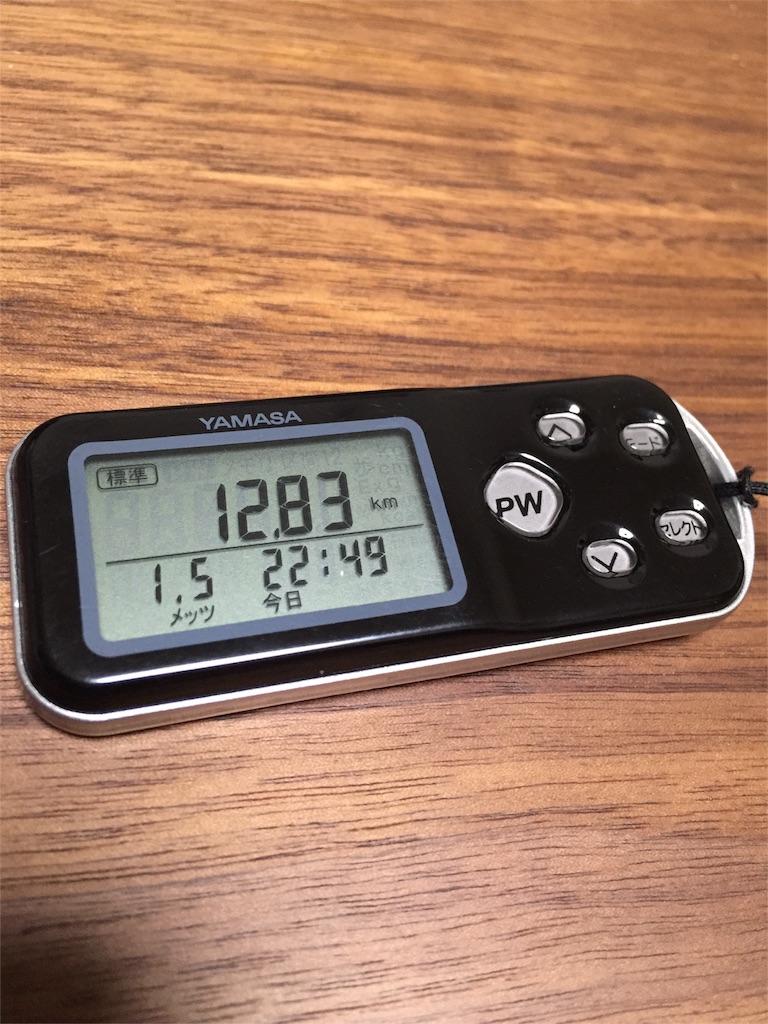 YAMASA
標準
12.83 km
1.5 22:49
メッツ 今日
PW
モード
セレクト